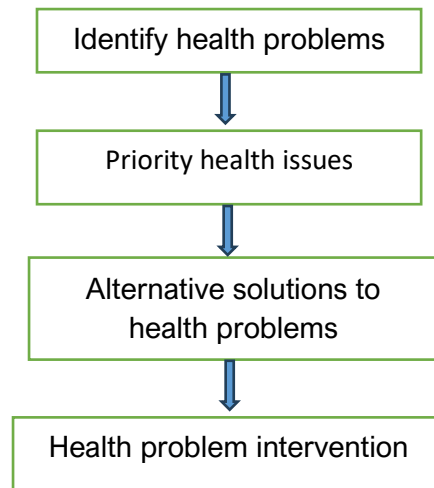 Identify health problems
Priority health issues
Alternative solutions to
health problems
Health problem intervention